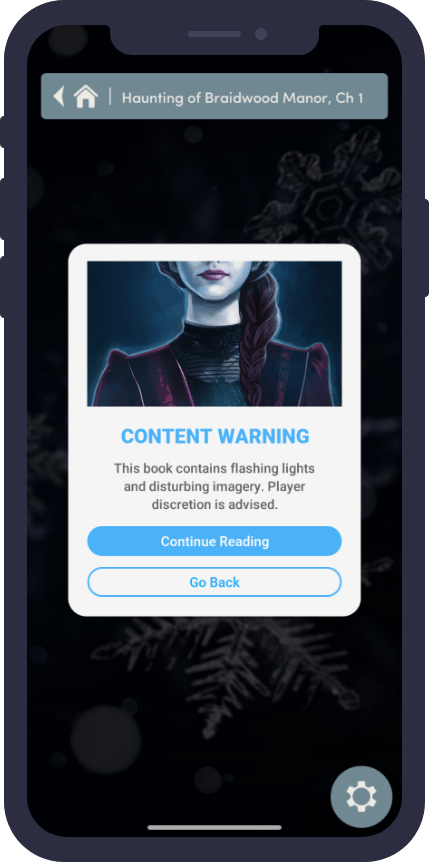 Haunting of Braidwood Manor, Ch 1
CONTENT WARNING
This book contains flashing lights
and disturbing imagery. Player
discretion is advised.
Continue Reading
Go Back